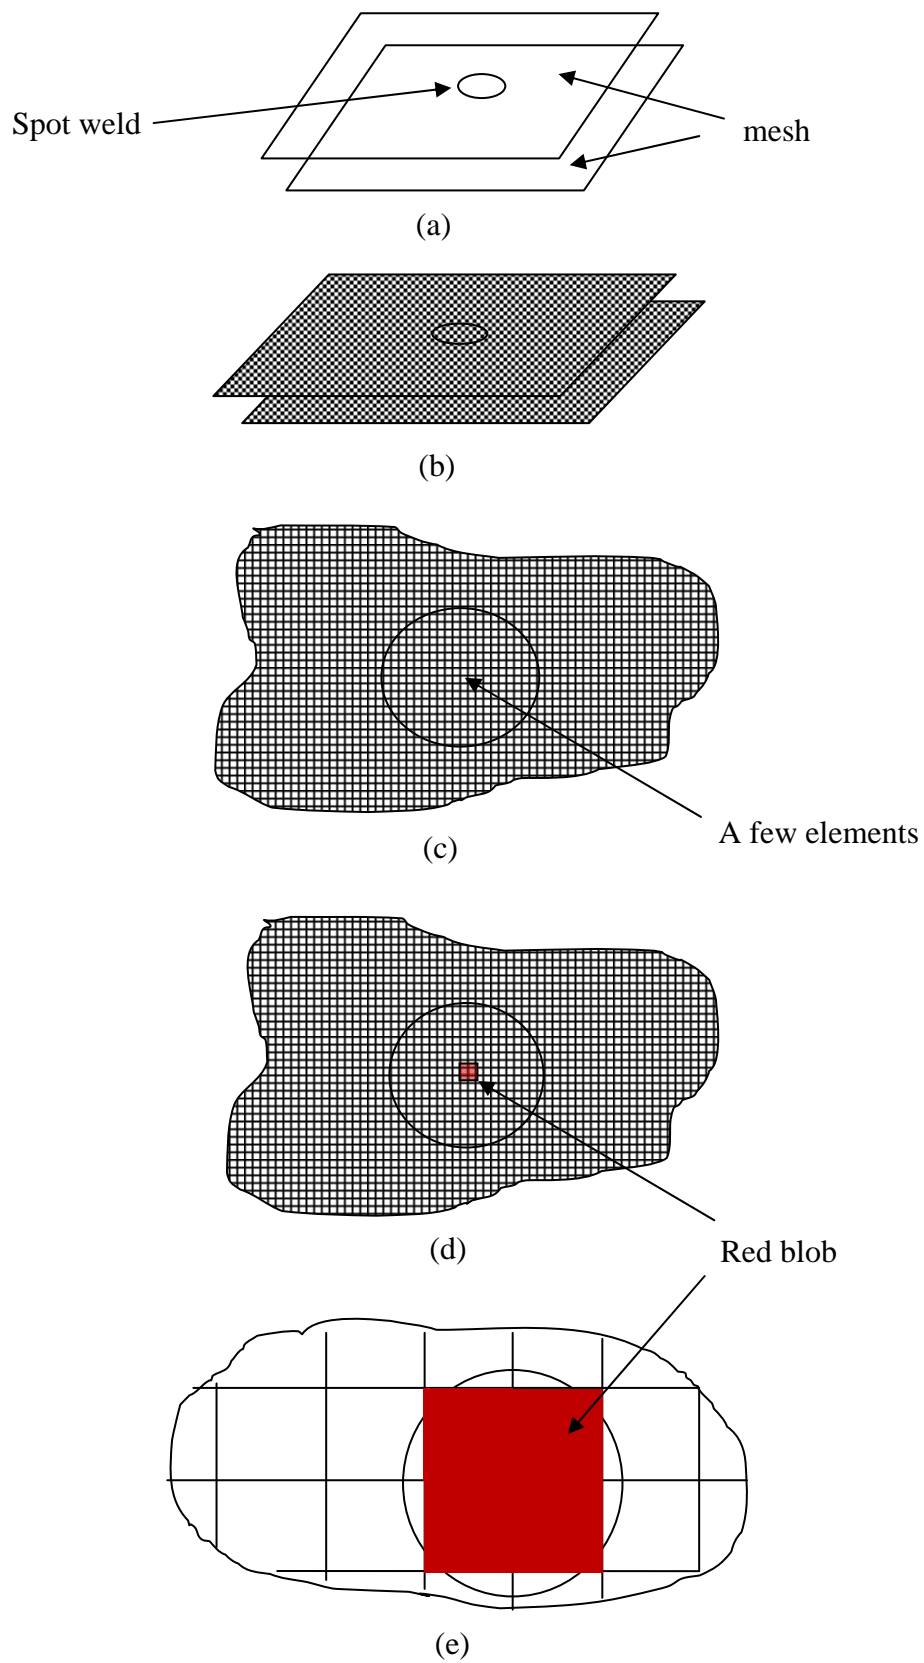 Spot weld
mesh
(a)
(b)
A few elements
(c)
(d)
Red blob
(e)